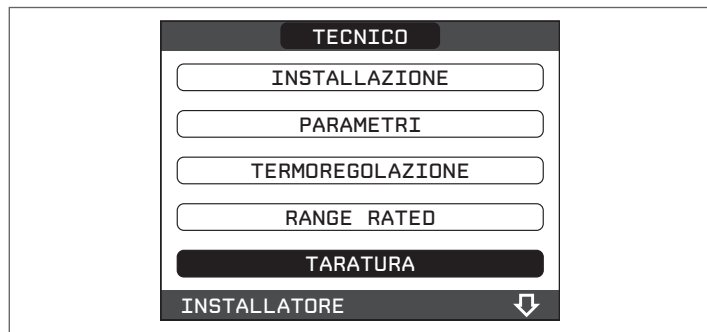 TECNICO
INSTALLAZIONE
PARAMETRI
TERMOREGOLAZIONE
RANGE RATED
TARATURA
INSTALLATORE